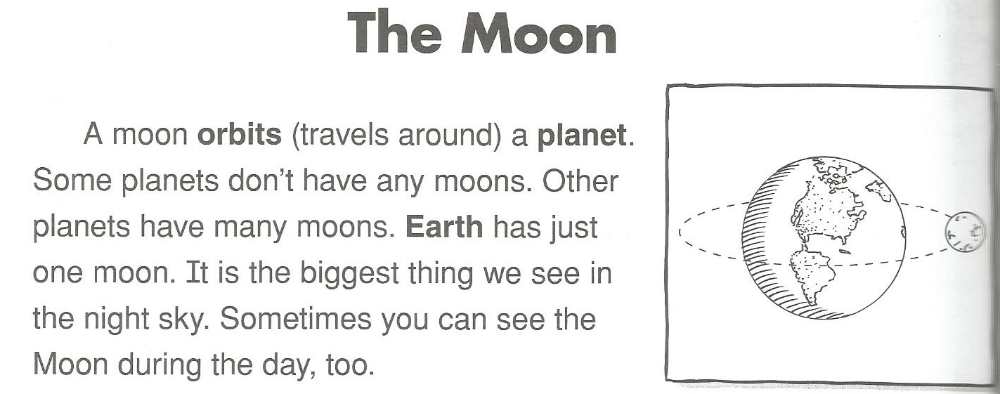 The Moon
A moon orbits (travels around) a planet.
Some planets don't have any moons. Other
planets have many moons. Earth has just
one moon. It is the biggest thing we see in
the night sky. Sometimes you can see the
Moon during the day, too.